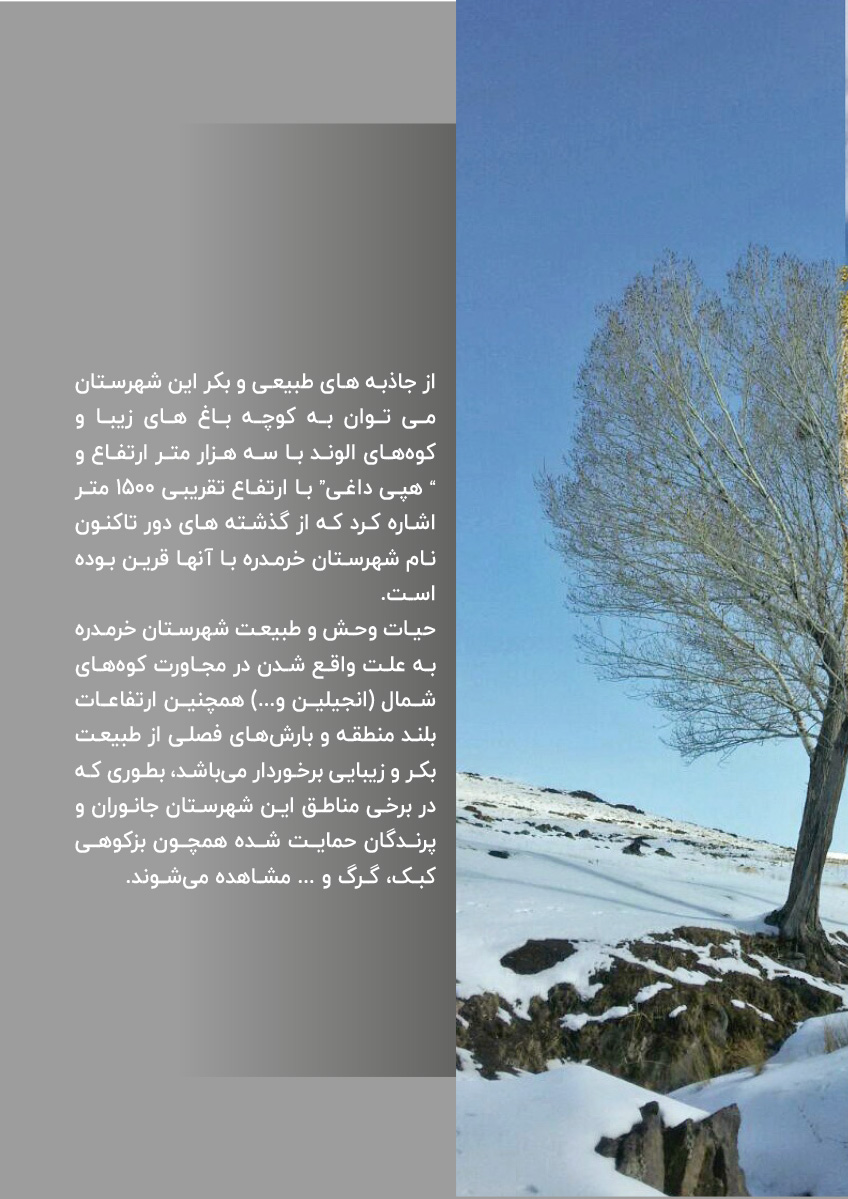 از جاذبه های طبیعی و بکر این شهرستان
می توان به کوچه باغ های زیبا و
کوه‌های الوند با سه هزار متر ارتفاع و
“ هپی داغی” با ارتفاع تقریبی ۱۵۰۰ متر
اشاره کرد که از گذشته های دور تاکنون
نام شهرستان خرمدره با آنها قرین بوده
است.
حیات وحش و طبیعت شهرستان خرمدره
به علت واقع شدن در مجاورت کوه‌های
شمال (انجیلین و...) همچنین ارتفاعات
بلند منطقه و بارش‌های فصلی از طبیعت
بکر و زیبایی برخوردار می‌باشد، بطوری که
در برخی مناطق این شهرستان جانوران و
پرندگان حمایت شده همچون بزکوهی
کبک، گرگ و ... مشاهده می‌شوند.